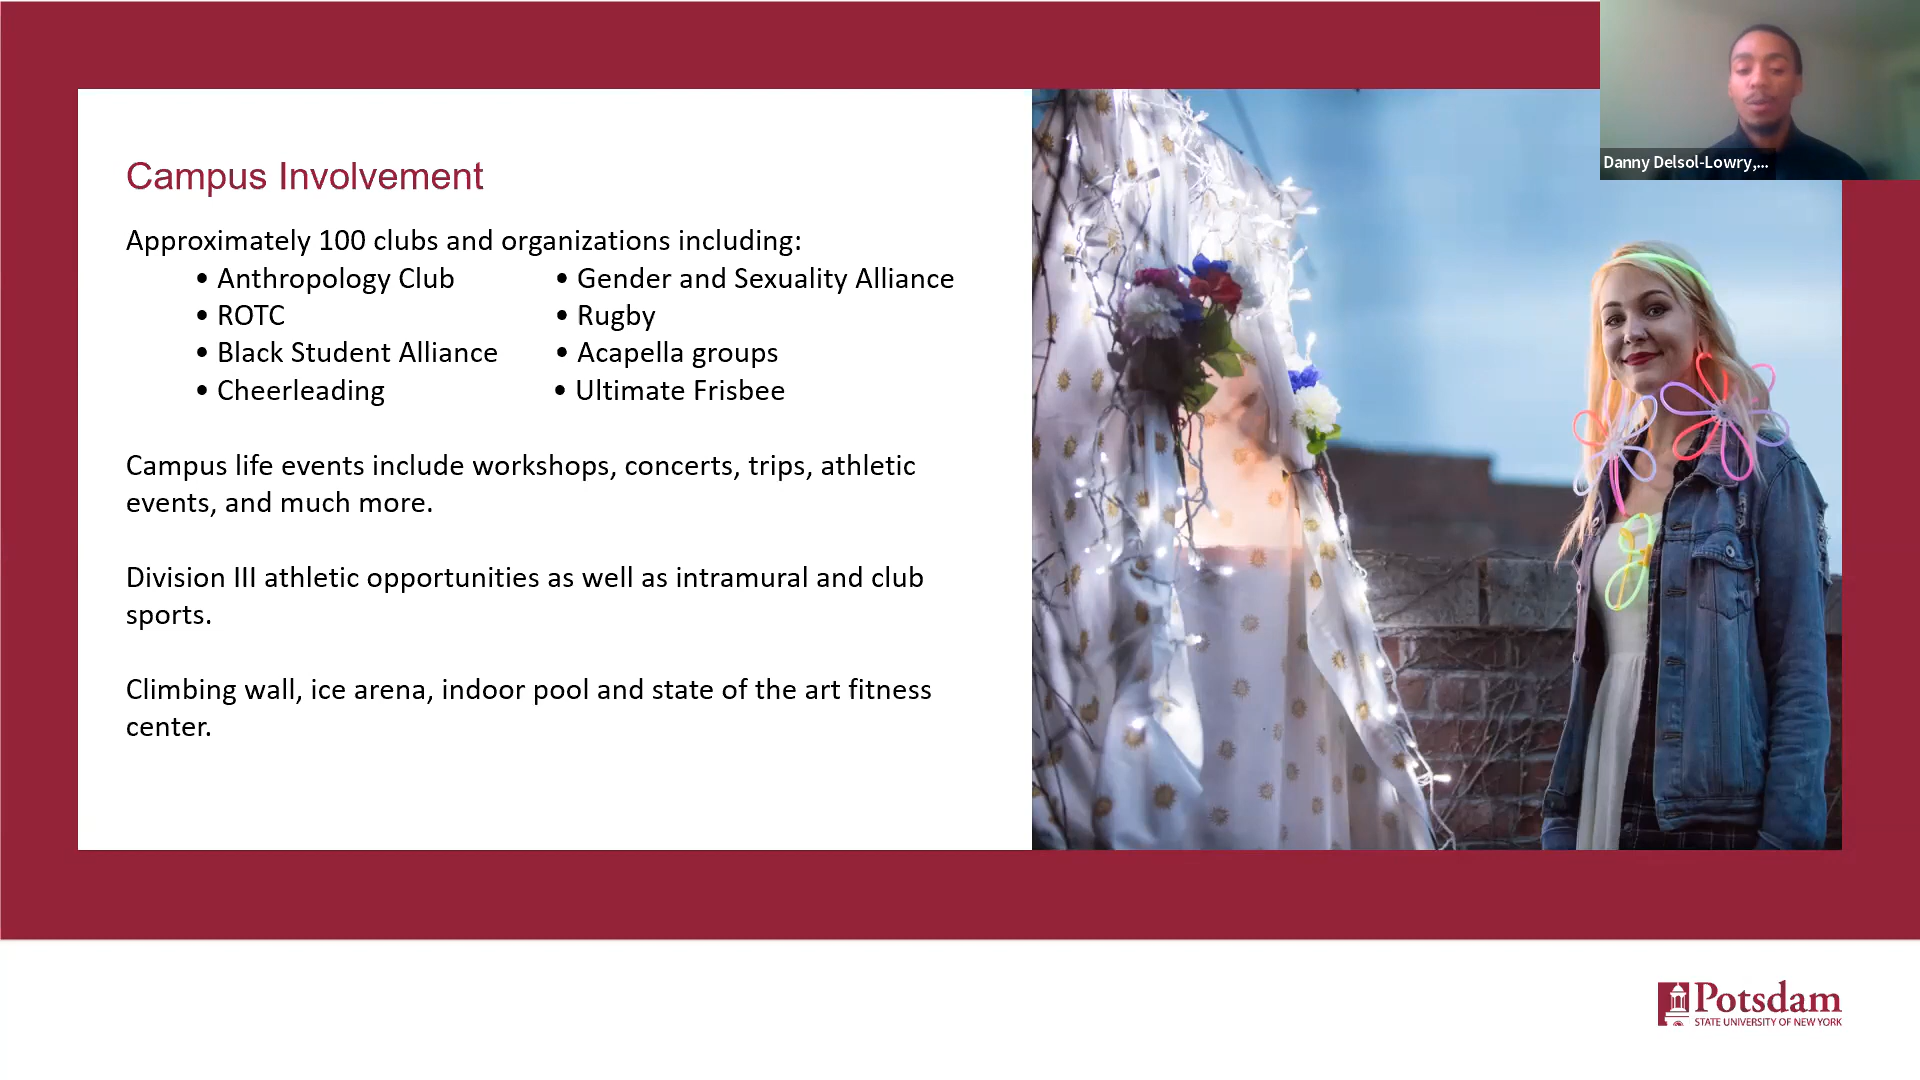 Danny Delsol-Lowry,...
Campus Involvement
Approximately 100 clubs and organizations including:
• Anthropology Club
• Gender and Sexuality Alliance
• ROTC
• Rugby
• Black Student Alliance
• Acapella groups
• Cheerleading
• Ultimate Frisbee
Campus life events include workshops, concerts, trips, athletic
events, and much more.
Division III athletic opportunities as well as intramural and club
sports.
Climbing wall, ice arena, indoor pool and state of the art fitness
center.
Potsdam
STATE UNIVERSITY OF NEW YORK